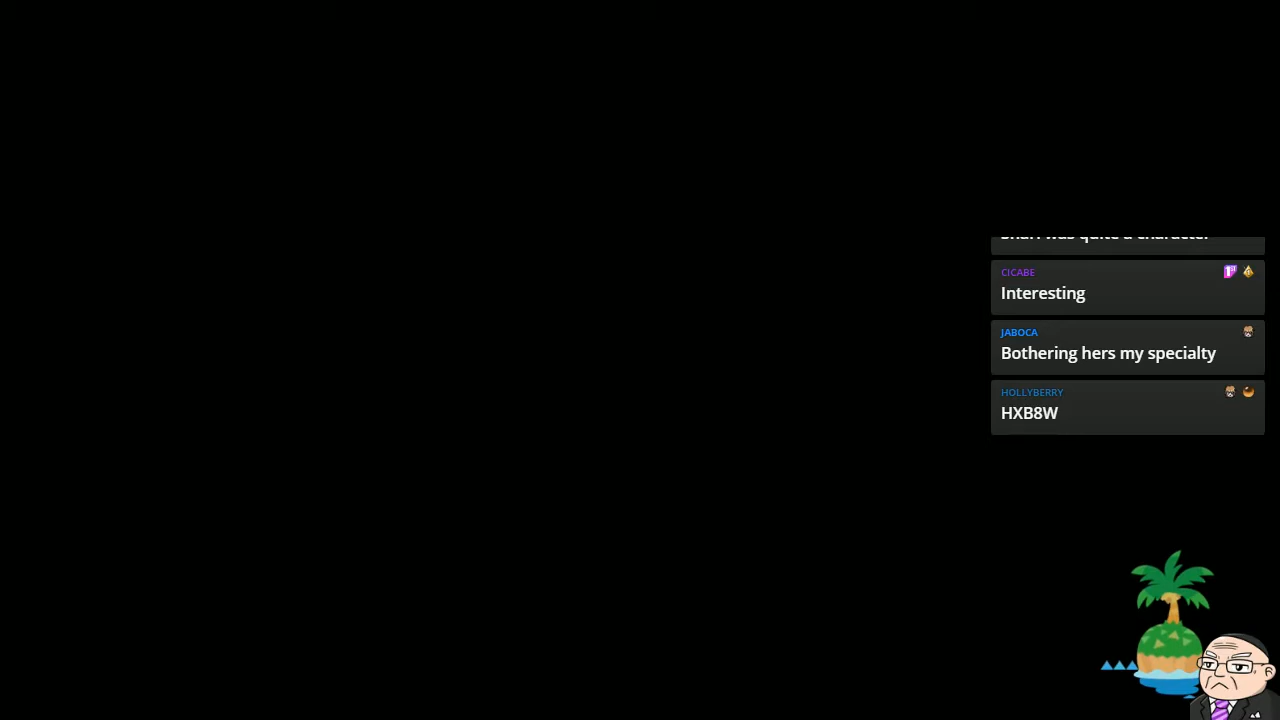 CICABE
Interesting
JABOCA
Bothering hers my specialty
HOLLYBERRY
HXB8W